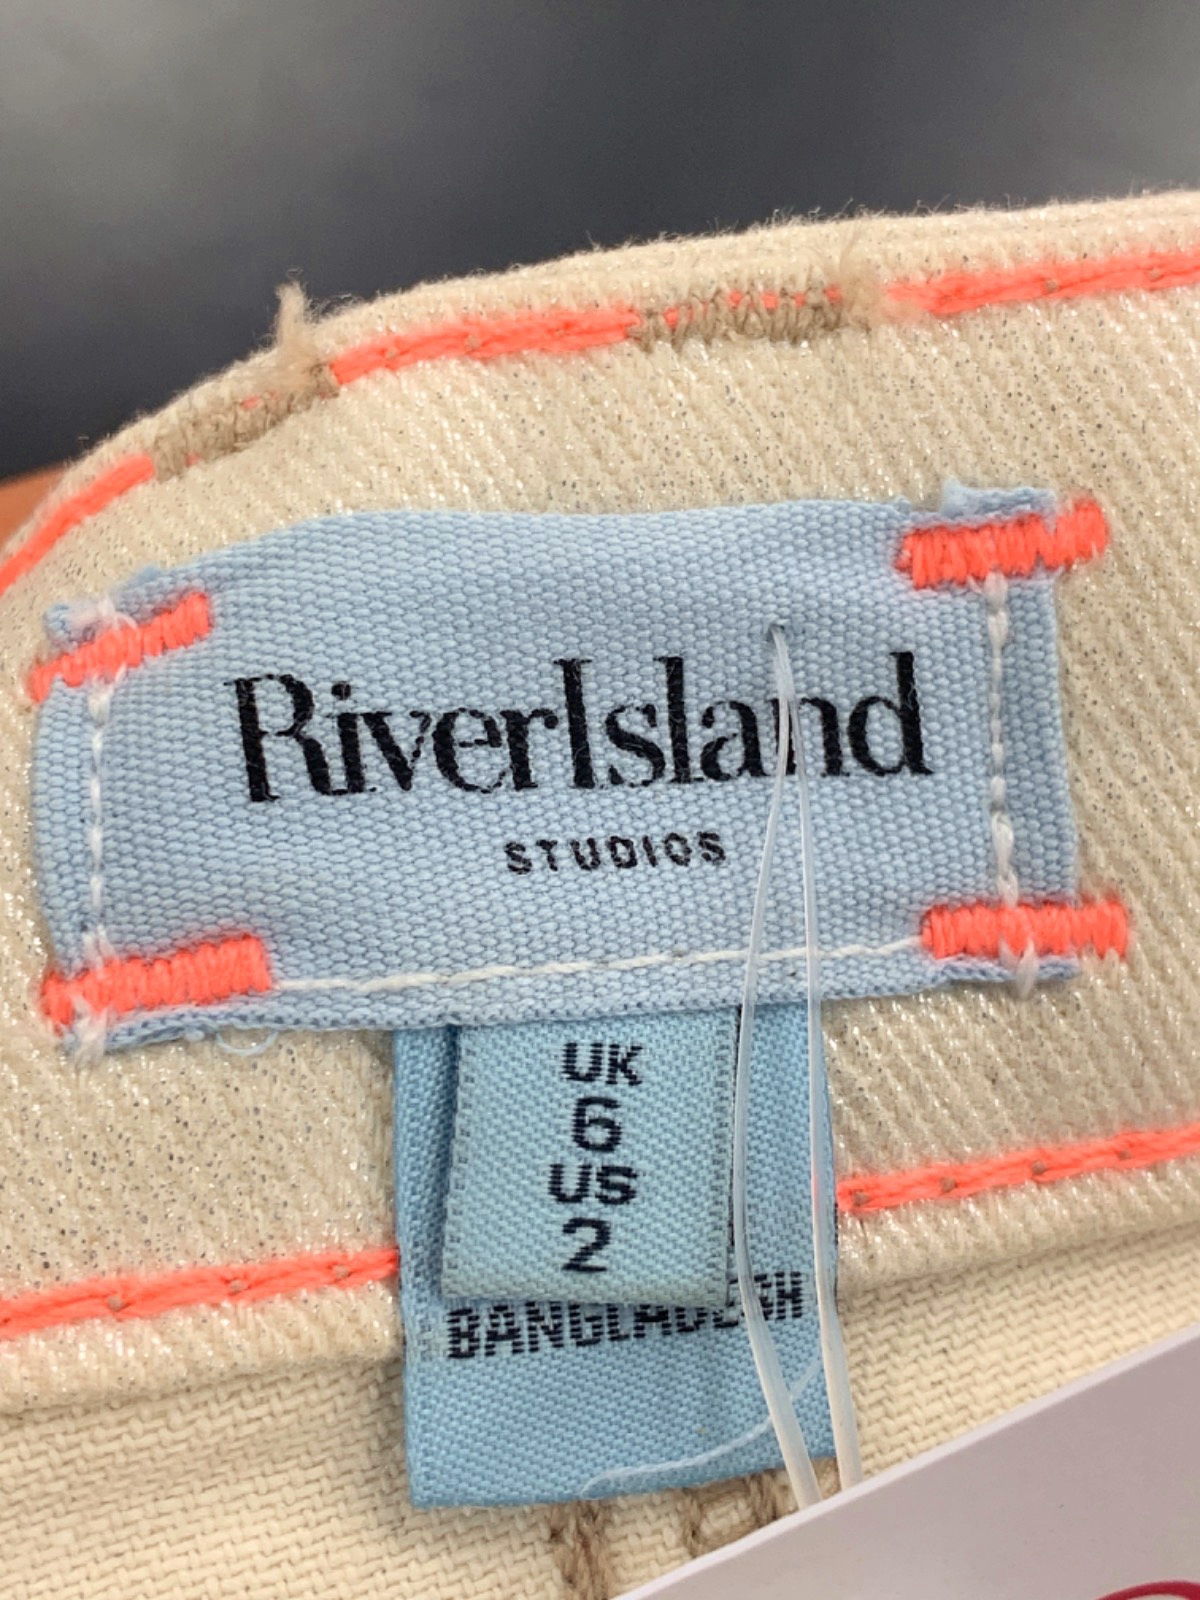 RiverIsland
STUDIOS
UK
6
US
2
BANGLADESH